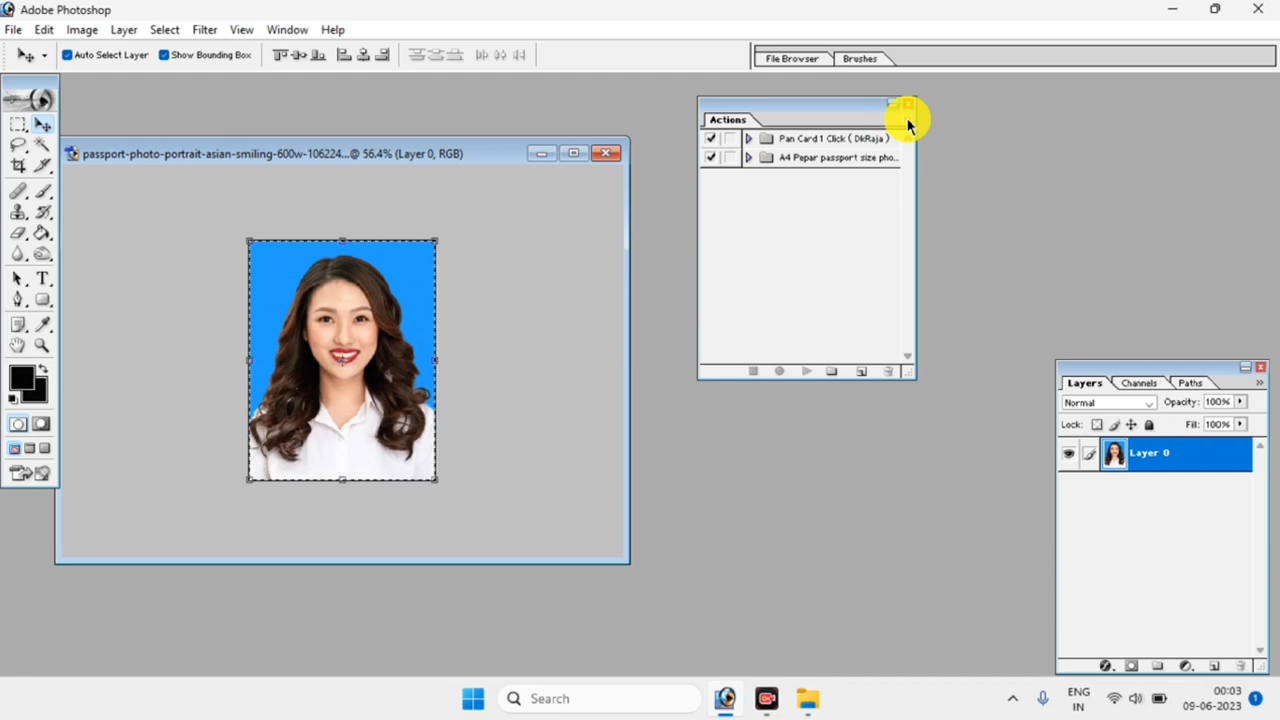 Adobe Photoshop
File Edit Image Layer Select Filter View Window Help
Auto Select Layer Show Bounding Box File Browser Brushes
Actions
Pan Card 1 Click ( DkRaja )
A4 Pepar passport size pho...
passport-photo-portrait-asian-smiling-600w-106224...@ 56.4% (Layer 0, RGB)
T
Layers Channels Paths
Normal Opacity: 100%
Lock: Fill: 100%
Layer 0
Search
ENG
IN
00:03
09-06-2023
1